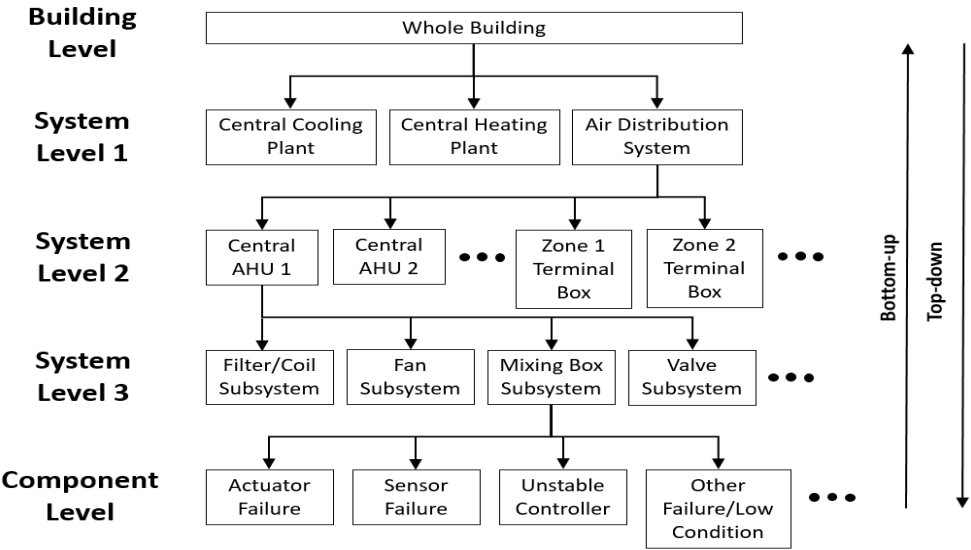 Building
Level
Whole Building
System
Level 1
Central Cooling
Plant
Central Heating
Plant
Air Distribution
System
System
Level 2
Central
AHU 1
Central
AHU 2
Zone 1
Terminal
Box
Zone 2
Terminal
Box
System
Level 3
Filter/Coil
Subsystem
Fan
Subsystem
Mixing Box
Subsystem
Valve
Subsystem
Component
Level
Actuator
Failure
Sensor
Failure
Unstable
Controller
Other
Failure/Low
Condition
Bottom-up
Top-down